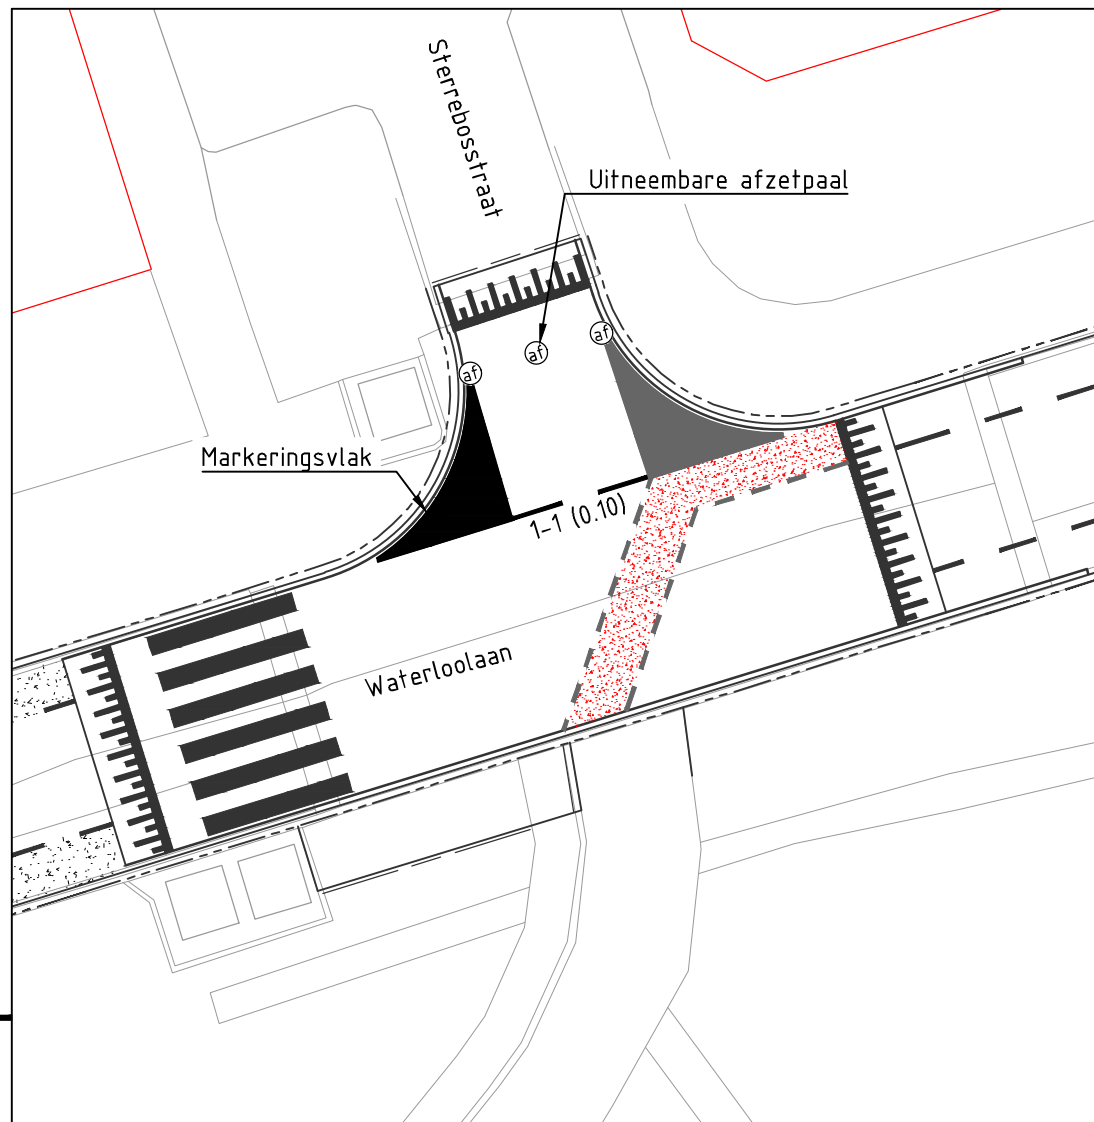 Sterrebosstraat
Uitneembare afzetpaal
af
af
af
Markeringsvlak
1-1 (0.10)
Waterloolaan